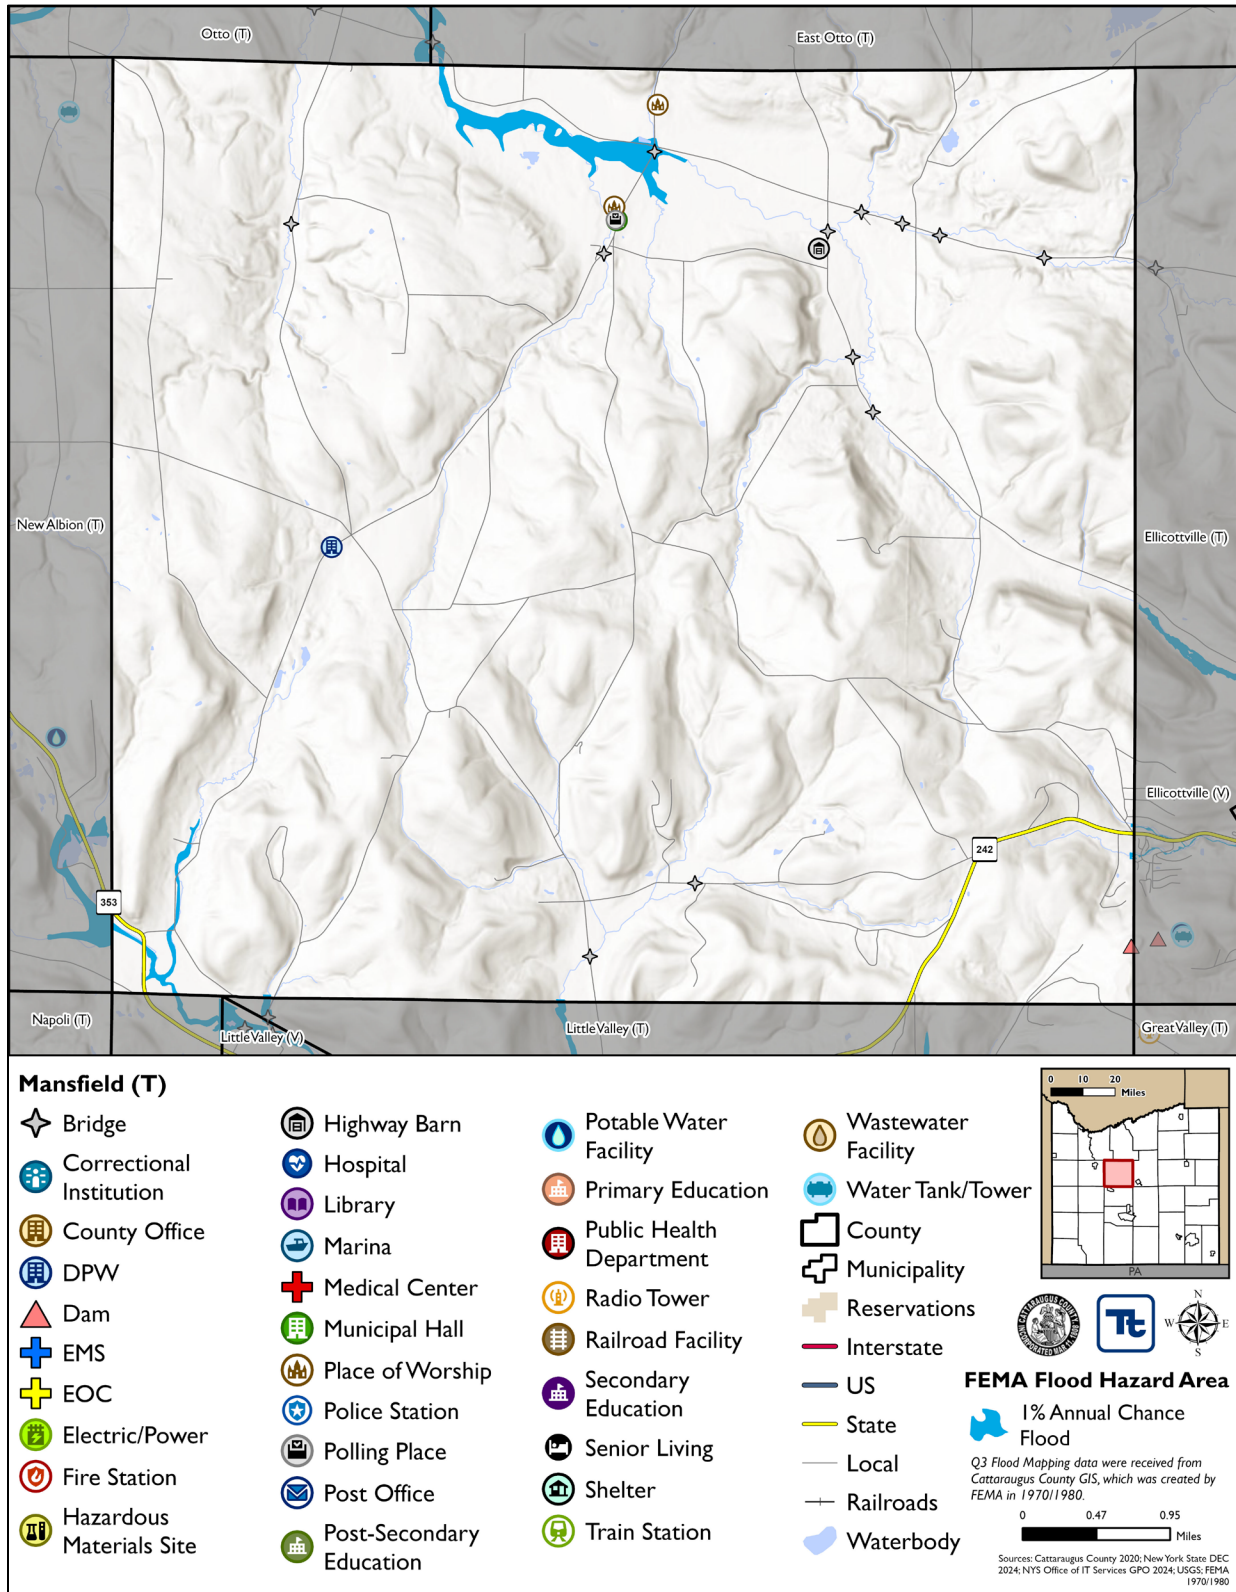 Otto (T)
East Otto (T)
New Albion (T)
Ellicottville (T)
Ellicottville (V)
242
353
Napoli (T)
Little Valley (V)
Little Valley (T)
Great Valley (T)
Mansfield (T)
Bridge
Correctional
Institution
County Office
DPW
Dam
EMS
EOC
Electric/Power
Fire Station
Hazardous
Materials Site
Highway Barn
Hospital
Library
Marina
Medical Center
Municipal Hall
Place of Worship
Police Station
Polling Place
Post Office
Post-Secondary
Education
Potable Water
Facility
Primary Education
Public Health
Department
Radio Tower
Railroad Facility
Secondary
Education
Senior Living
Shelter
Train Station
Wastewater
Facility
Water Tank/Tower
County
Municipality
Reservations
Interstate
US
State
Local
Railroads
Waterbody
0 10 20
Miles
PA
Tt
N
W E
S
FEMA Flood Hazard Area
1% Annual Chance
Flood
Q3 Flood Mapping data were received from
Cattaraugus County GIS, which was created by
FEMA in 1970/1980.
0 0.47 0.95
Miles
Sources: Cattaraugus County 2020; New York State DEC
2024; NYS Office of IT Services GPO 2024; USGS; FEMA
1970/1980